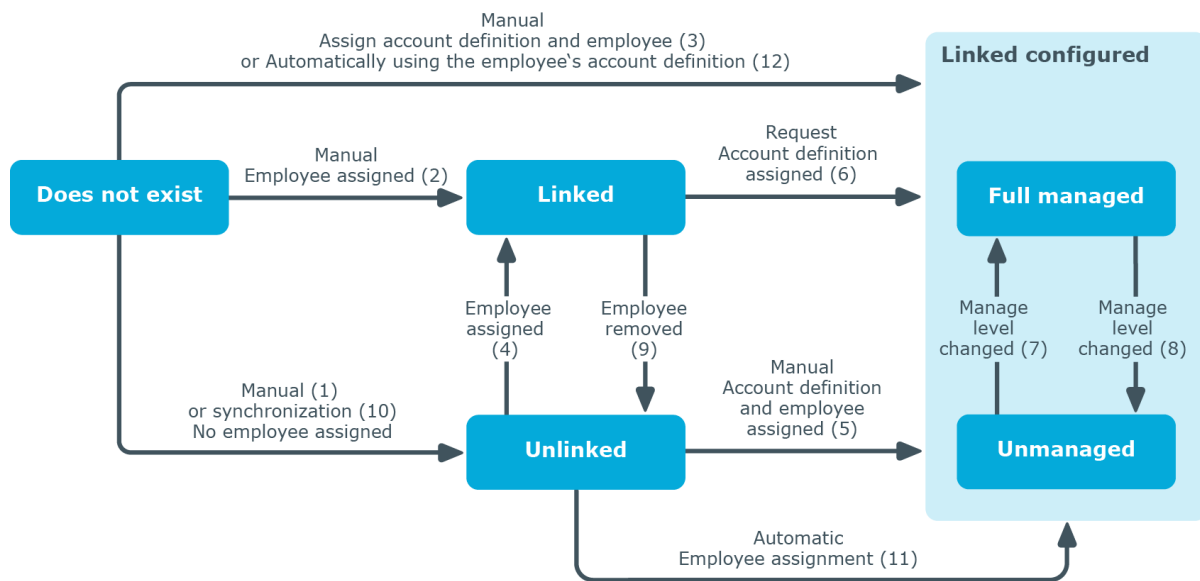 Manual
Assign account definition and employee (3)
or Automatically using the employee‘s account definition (12)
Linked configured
Manual
Employee assigned (2)
Request
Account definition
assigned (6)
Does not exist
Linked
Full managed
Employee
assigned
(4)
Employee
removed
(9)
Manage
level
changed (7)
Manage
level
changed (8)
Manual (1)
or synchronization (10)
No employee assigned
Manual
Account definition
and employee
assigned (5)
Unlinked
Unmanaged
Automatic
Employee assignment (11)